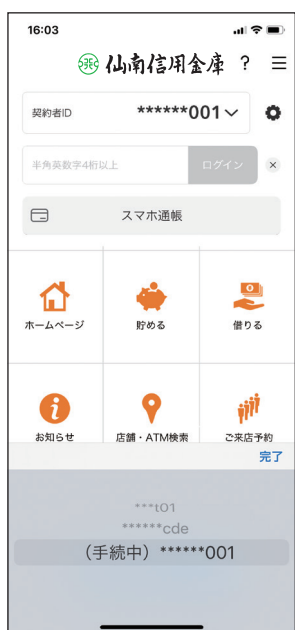 16:03
仙南信用金庫 ?
契約者ID ******001
半角英数字4桁以上 ログイン ×
スマホ通帳
ホームページ 貯める 借りる
お知らせ 店舗・ATM検索 ご来店予約
完了
***t01
******cde
(手続中) ******001